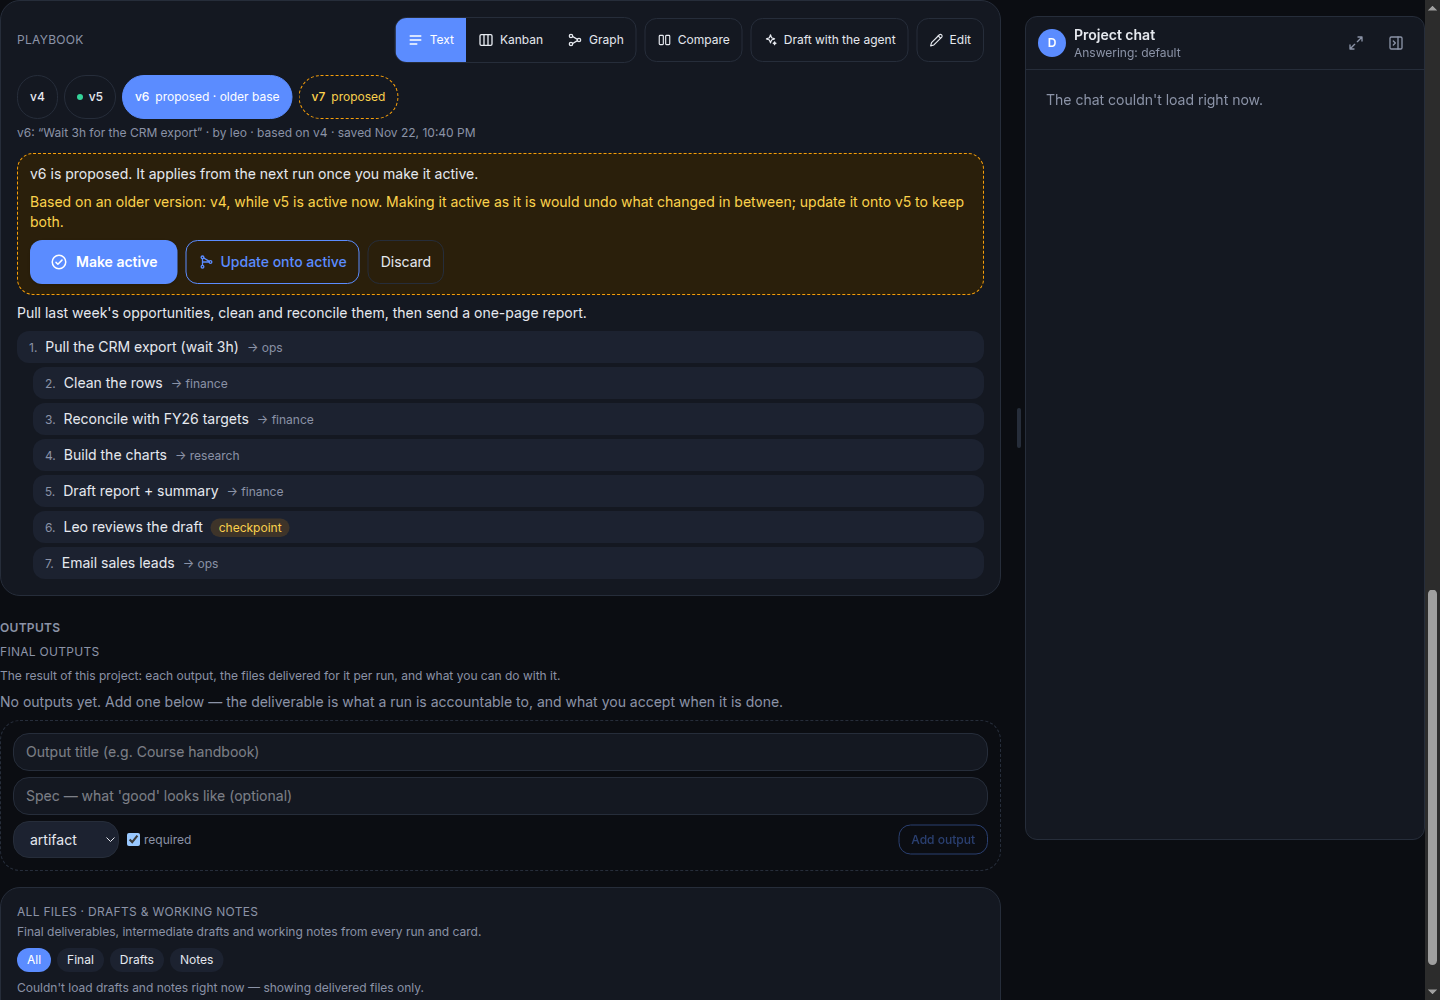 PLAYBOOK
Text
Kanban
Graph
Compare
Draft with the agent
Edit
v4
v5
v6 proposed · older base
v7 proposed
v6: “Wait 3h for the CRM export” · by leo · based on v4 · saved Nov 22, 10:40 PM
v6 is proposed. It applies from the next run once you make it active.
Based on an older version: v4, while v5 is active now. Making it active as it is would undo what changed in between; update it onto v5 to keep
both.
Make active
Update onto active
Discard
Pull last week's opportunities, clean and reconcile them, then send a one-page report.
1. Pull the CRM export (wait 3h) → ops
2. Clean the rows → finance
3. Reconcile with FY26 targets → finance
4. Build the charts → research
5. Draft report + summary → finance
6. Leo reviews the draft checkpoint
7. Email sales leads → ops
OUTPUTS
FINAL OUTPUTS
The result of this project: each output, the files delivered for it per run, and what you can do with it.
No outputs yet. Add one below — the deliverable is what a run is accountable to, and what you accept when it is done.
Output title (e.g. Course handbook)
Spec — what 'good' looks like (optional)
artifact
required
Add output
ALL FILES · DRAFTS & WORKING NOTES
Final deliverables, intermediate drafts and working notes from every run and card.
All
Final
Drafts
Notes
Couldn't load drafts and notes right now — showing delivered files only.
D
Project chat
Answering: default
The chat couldn't load right now.